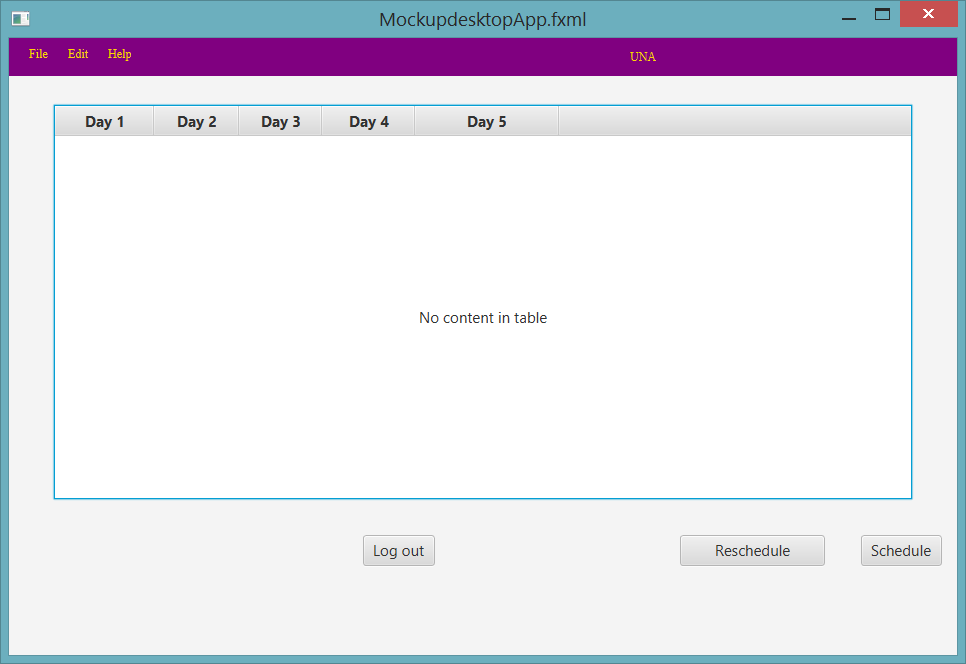 MockupdesktopApp.fxml
File Edit Help UNA
Day 1 Day 2 Day 3 Day 4 Day 5
No content in table
Log out Reschedule Schedule